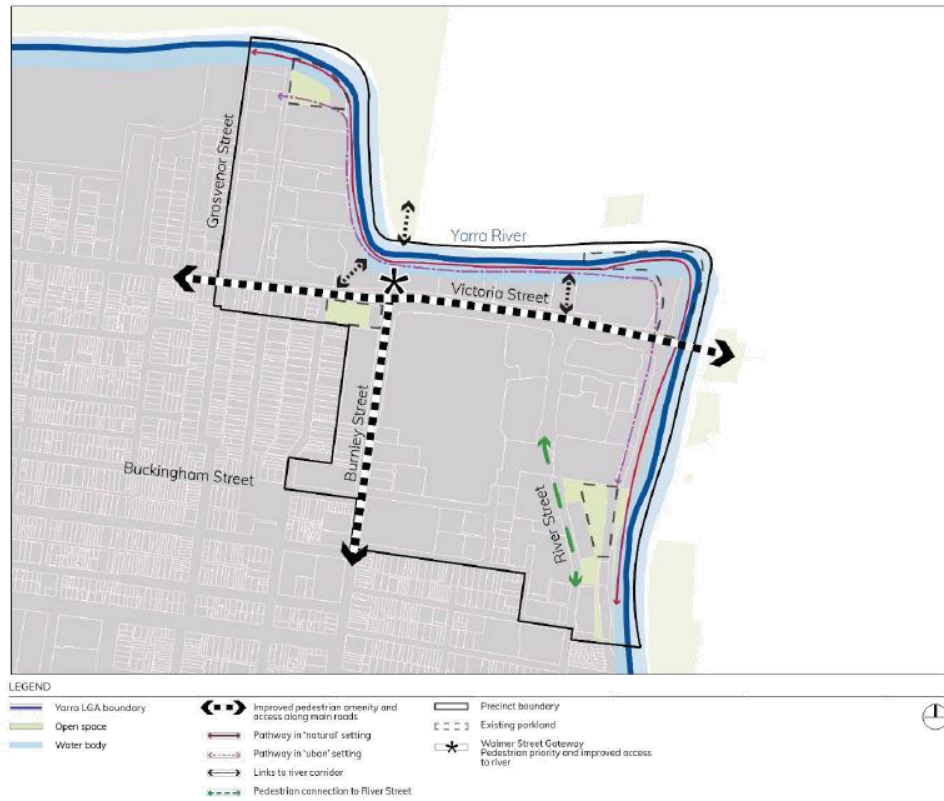 Grosvenor Street
Yarra River
Victoria Street
Burnley Street
Buckingham Street
River Street
LEGEND
Yarra LGA boundary
Open space
Water body
Improved pedestrian amenity and
access along main roads
Pathway in 'natural' setting
Pathway in 'uban' setting
Links to river corridor
Pedestrian connection to River Street
Precinct boundary
Existing parkland
Walmer Street Gateway
Pedestrian priority and improved access
to river